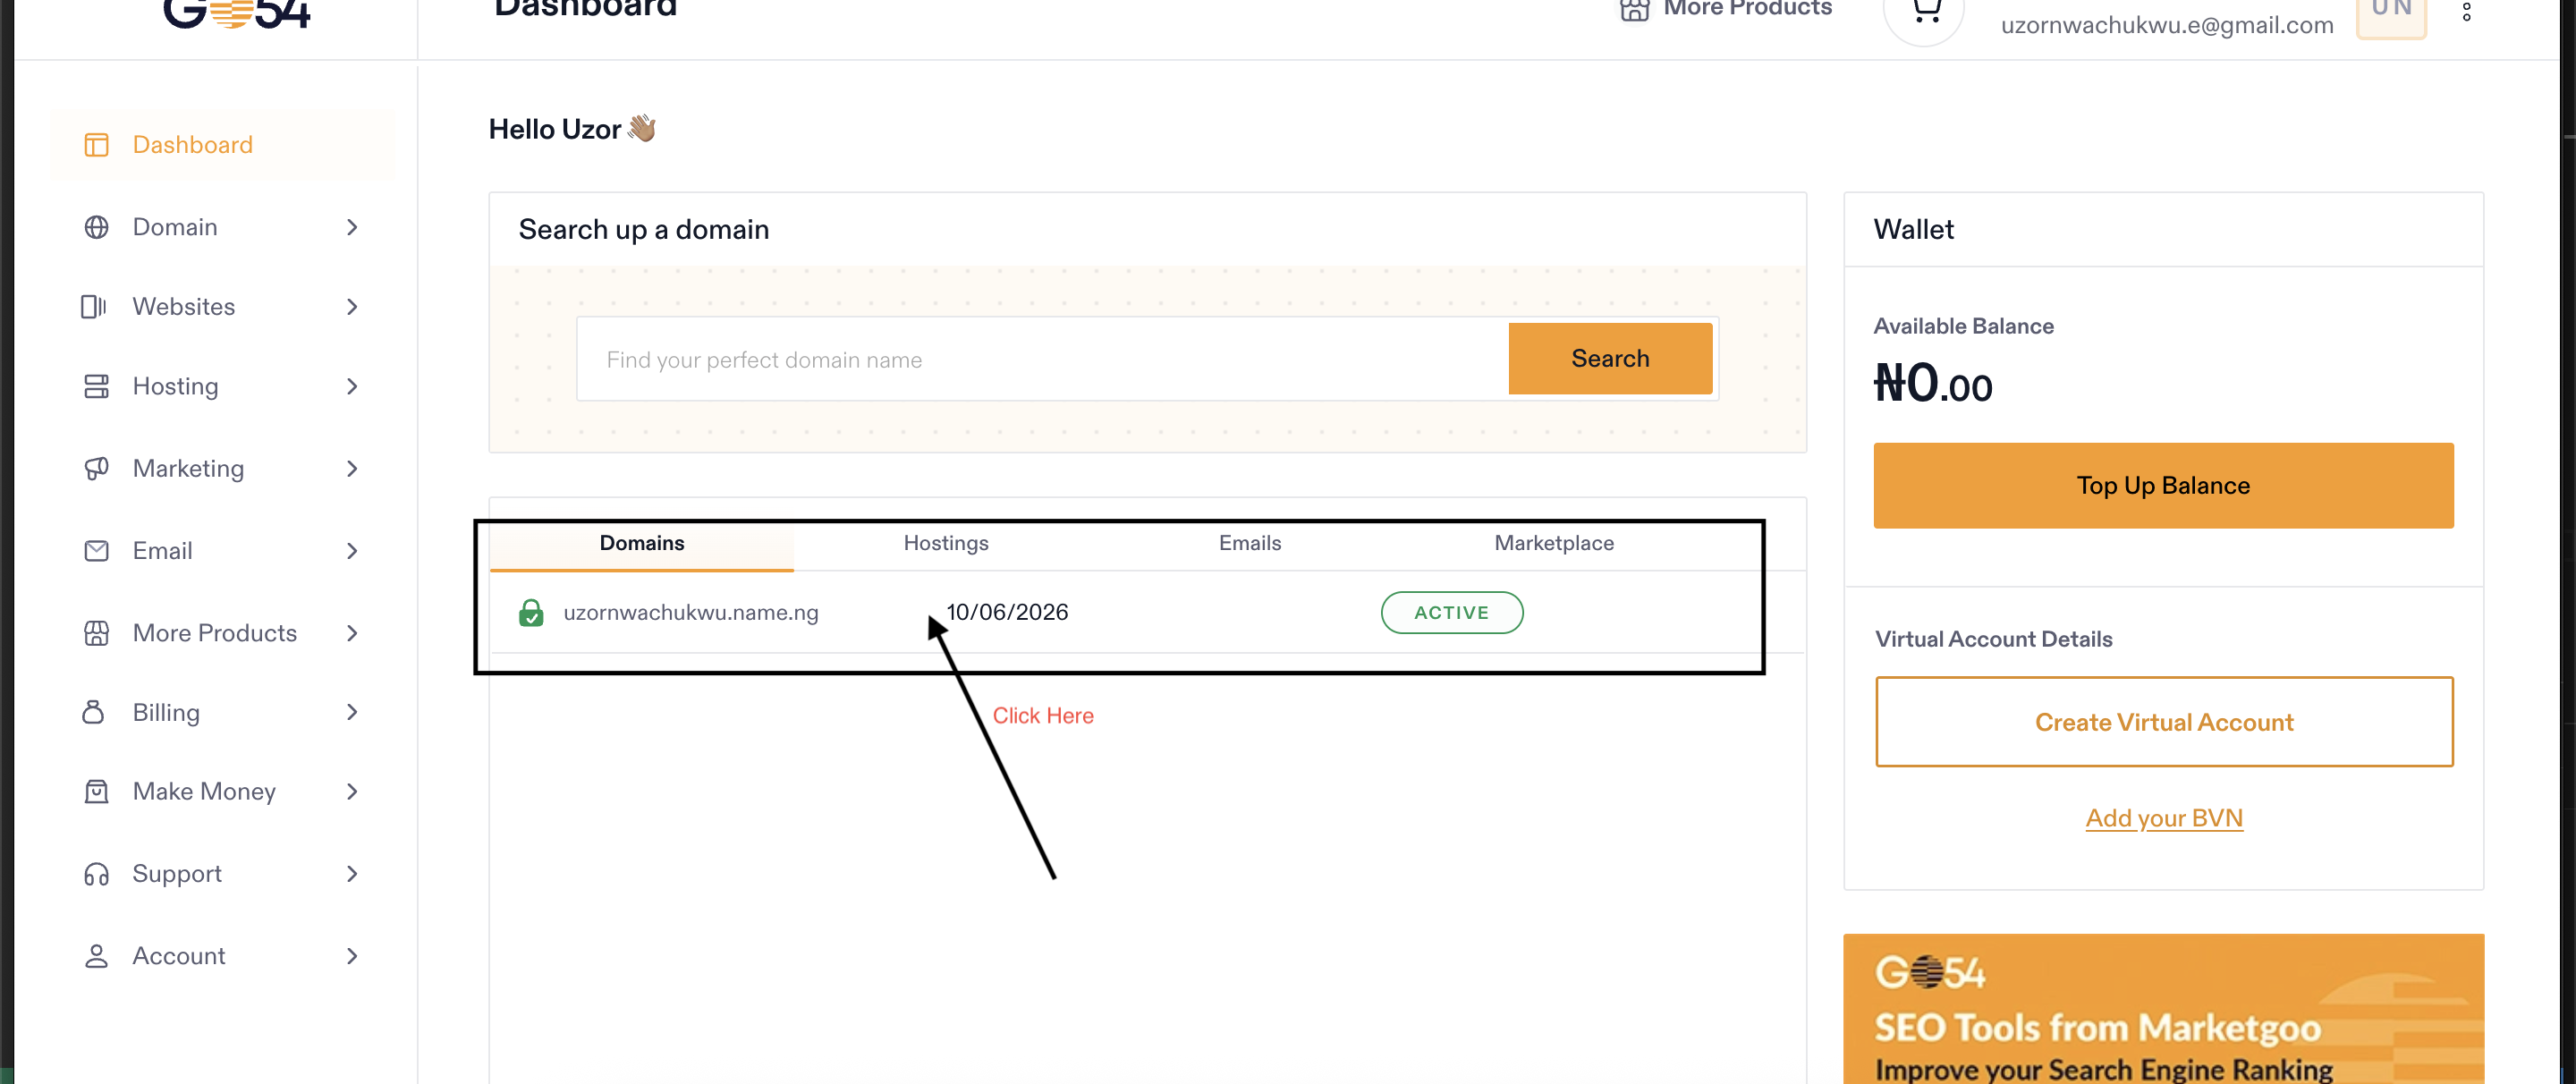 GO54
Dashboard
More Products
uzornwachukwu.e@gmail.com
UN
Dashboard
Domain
Websites
Hosting
Marketing
Email
More Products
Billing
Make Money
Support
Account
Hello Uzor
Search up a domain
Find your perfect domain name
Search
Domains
Hostings
Emails
Marketplace
uzornwachukwu.name.ng
10/06/2026
ACTIVE
Click Here
Wallet
Available Balance
₦0.00
Top Up Balance
Virtual Account Details
Create Virtual Account
Add your BVN
GO54
SEO Tools from Marketgoo
Improve your Search Engine Ranking